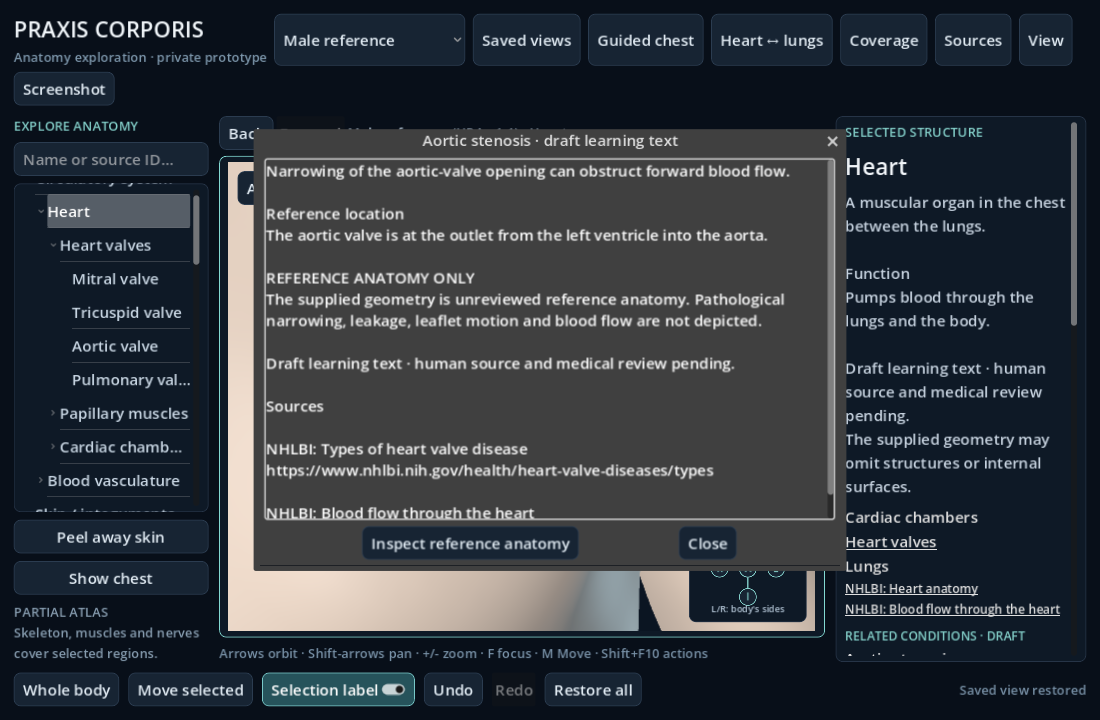 PRAXIS CORPORIS
Anatomy exploration · private prototype
Male reference
Saved views
Guided chest
Heart ↔ lungs
Coverage
Sources
View
Screenshot
EXPLORE ANATOMY
Name or source ID...
Heart
Heart valves
Mitral valve
Tricuspid valve
Aortic valve
Pulmonary val...
Papillary muscles
Cardiac chamb...
Blood vasculature
Peel away skin
Show chest
PARTIAL ATLAS
Skeleton, muscles and nerves
cover selected regions.
Aortic stenosis · draft learning text
Narrowing of the aortic-valve opening can obstruct forward blood flow.
Reference location
The aortic valve is at the outlet from the left ventricle into the aorta.
REFERENCE ANATOMY ONLY
The supplied geometry is unreviewed reference anatomy. Pathological
narrowing, leakage, leaflet motion and blood flow are not depicted.
Draft learning text · human source and medical review pending.
Sources
NHLBI: Types of heart valve disease
https://www.nhlbi.nih.gov/health/heart-valve-diseases/types
NHLBI: Blood flow through the heart
Inspect reference anatomy
Close
I
L/R: body's sides
Arrows orbit · Shift-arrows pan · +/- zoom · F focus · M Move · Shift+F10 actions
SELECTED STRUCTURE
Heart
A muscular organ in the chest
between the lungs.
Function
Pumps blood through the
lungs and the body.
Draft learning text · human
source and medical review
pending.
The supplied geometry may
omit structures or internal
surfaces.
Cardiac chambers
Heart valves
Lungs
NHLBI: Heart anatomy
NHLBI: Blood flow through the heart
RELATED CONDITIONS · DRAFT
Whole body
Move selected
Selection label
Undo
Redo
Restore all
Saved view restored